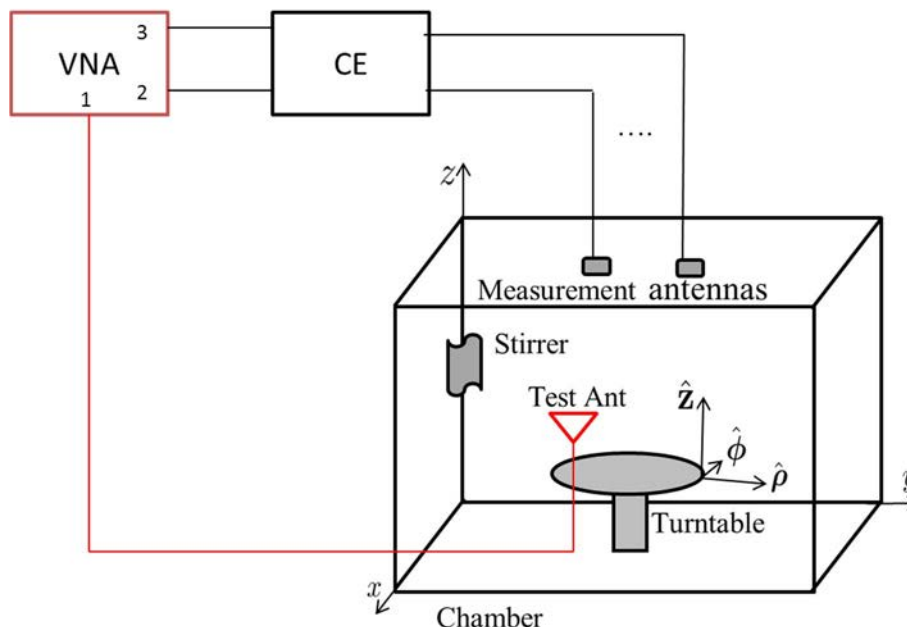 3
VNA
CE
1
2
....
z
Measurement antennas
Stirrer
Test Ant
ẑ
ϕ̂
ρ̂
y
Turntable
x
Chamber